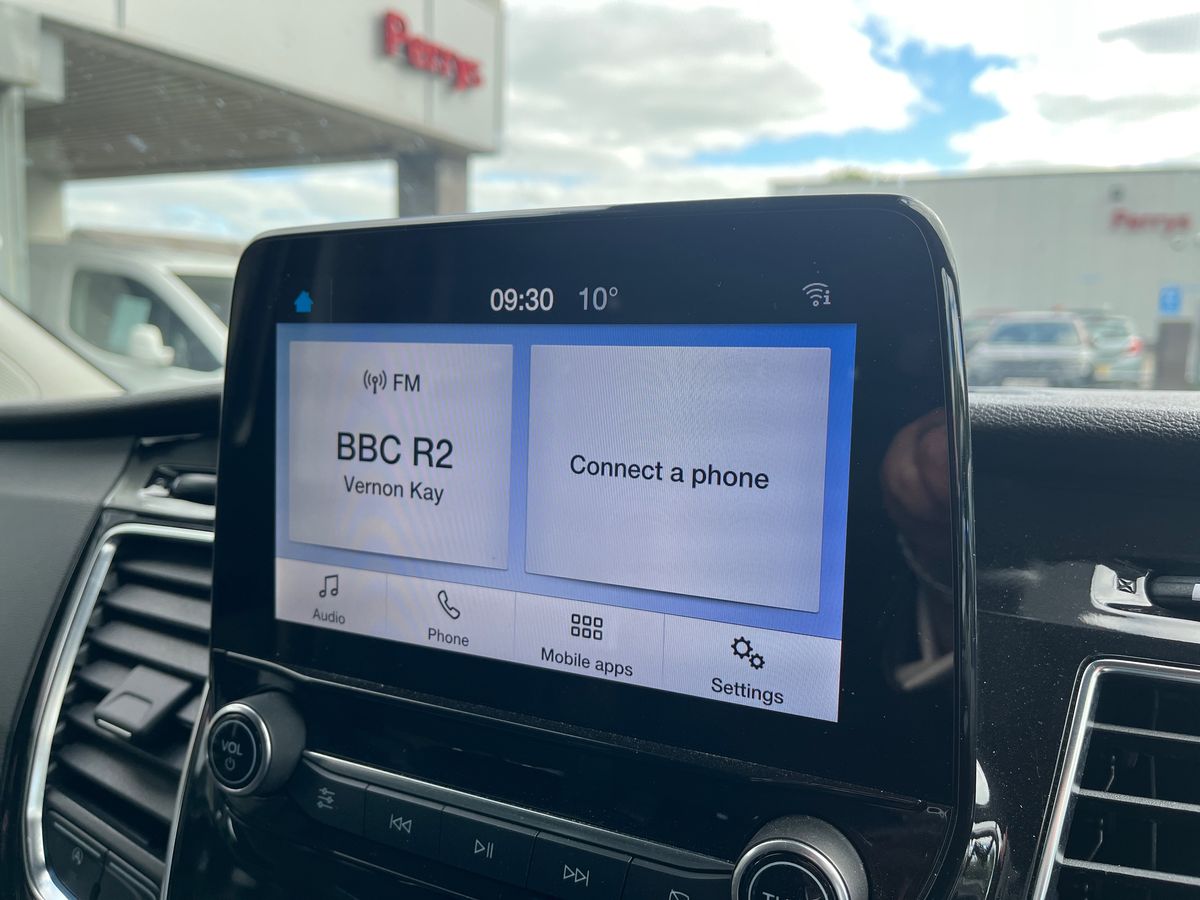 Perrys
Perrys
09:30 10°
FM
BBC R2
Vernon Kay
Connect a phone
Audio
Phone
Mobile apps
Settings
VOL